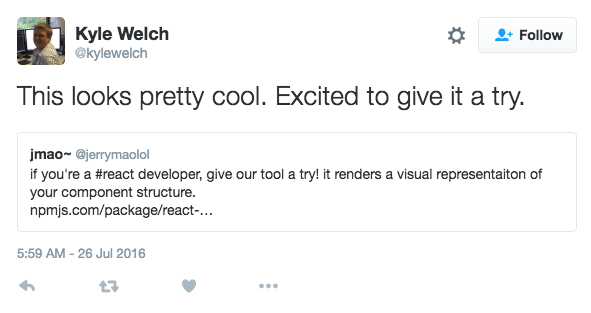 Kyle Welch
@kylewelch
Follow
This looks pretty cool. Excited to give it a try.
jmao~ @jerrymaolol
if you're a #react developer, give our tool a try! it renders a visual representaiton of
your component structure.
npmjs.com/package/react-...
5:59 AM - 26 Jul 2016